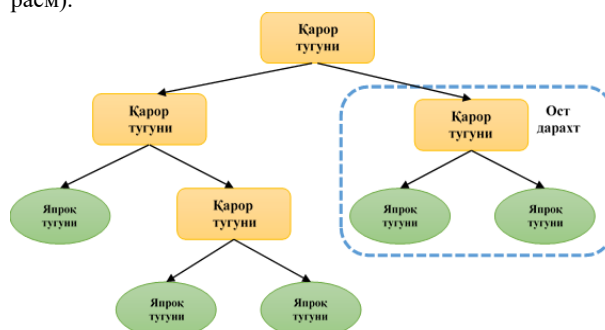 расм).
Қарор
тугуни
Қарор
тугуни
Қарор
тугуни
Ост
дарахт
Япроқ
тугуни
Қарор
тугуни
Япроқ
тугуни
Япроқ
тугуни
Япроқ
тугуни
Япроқ
тугуни